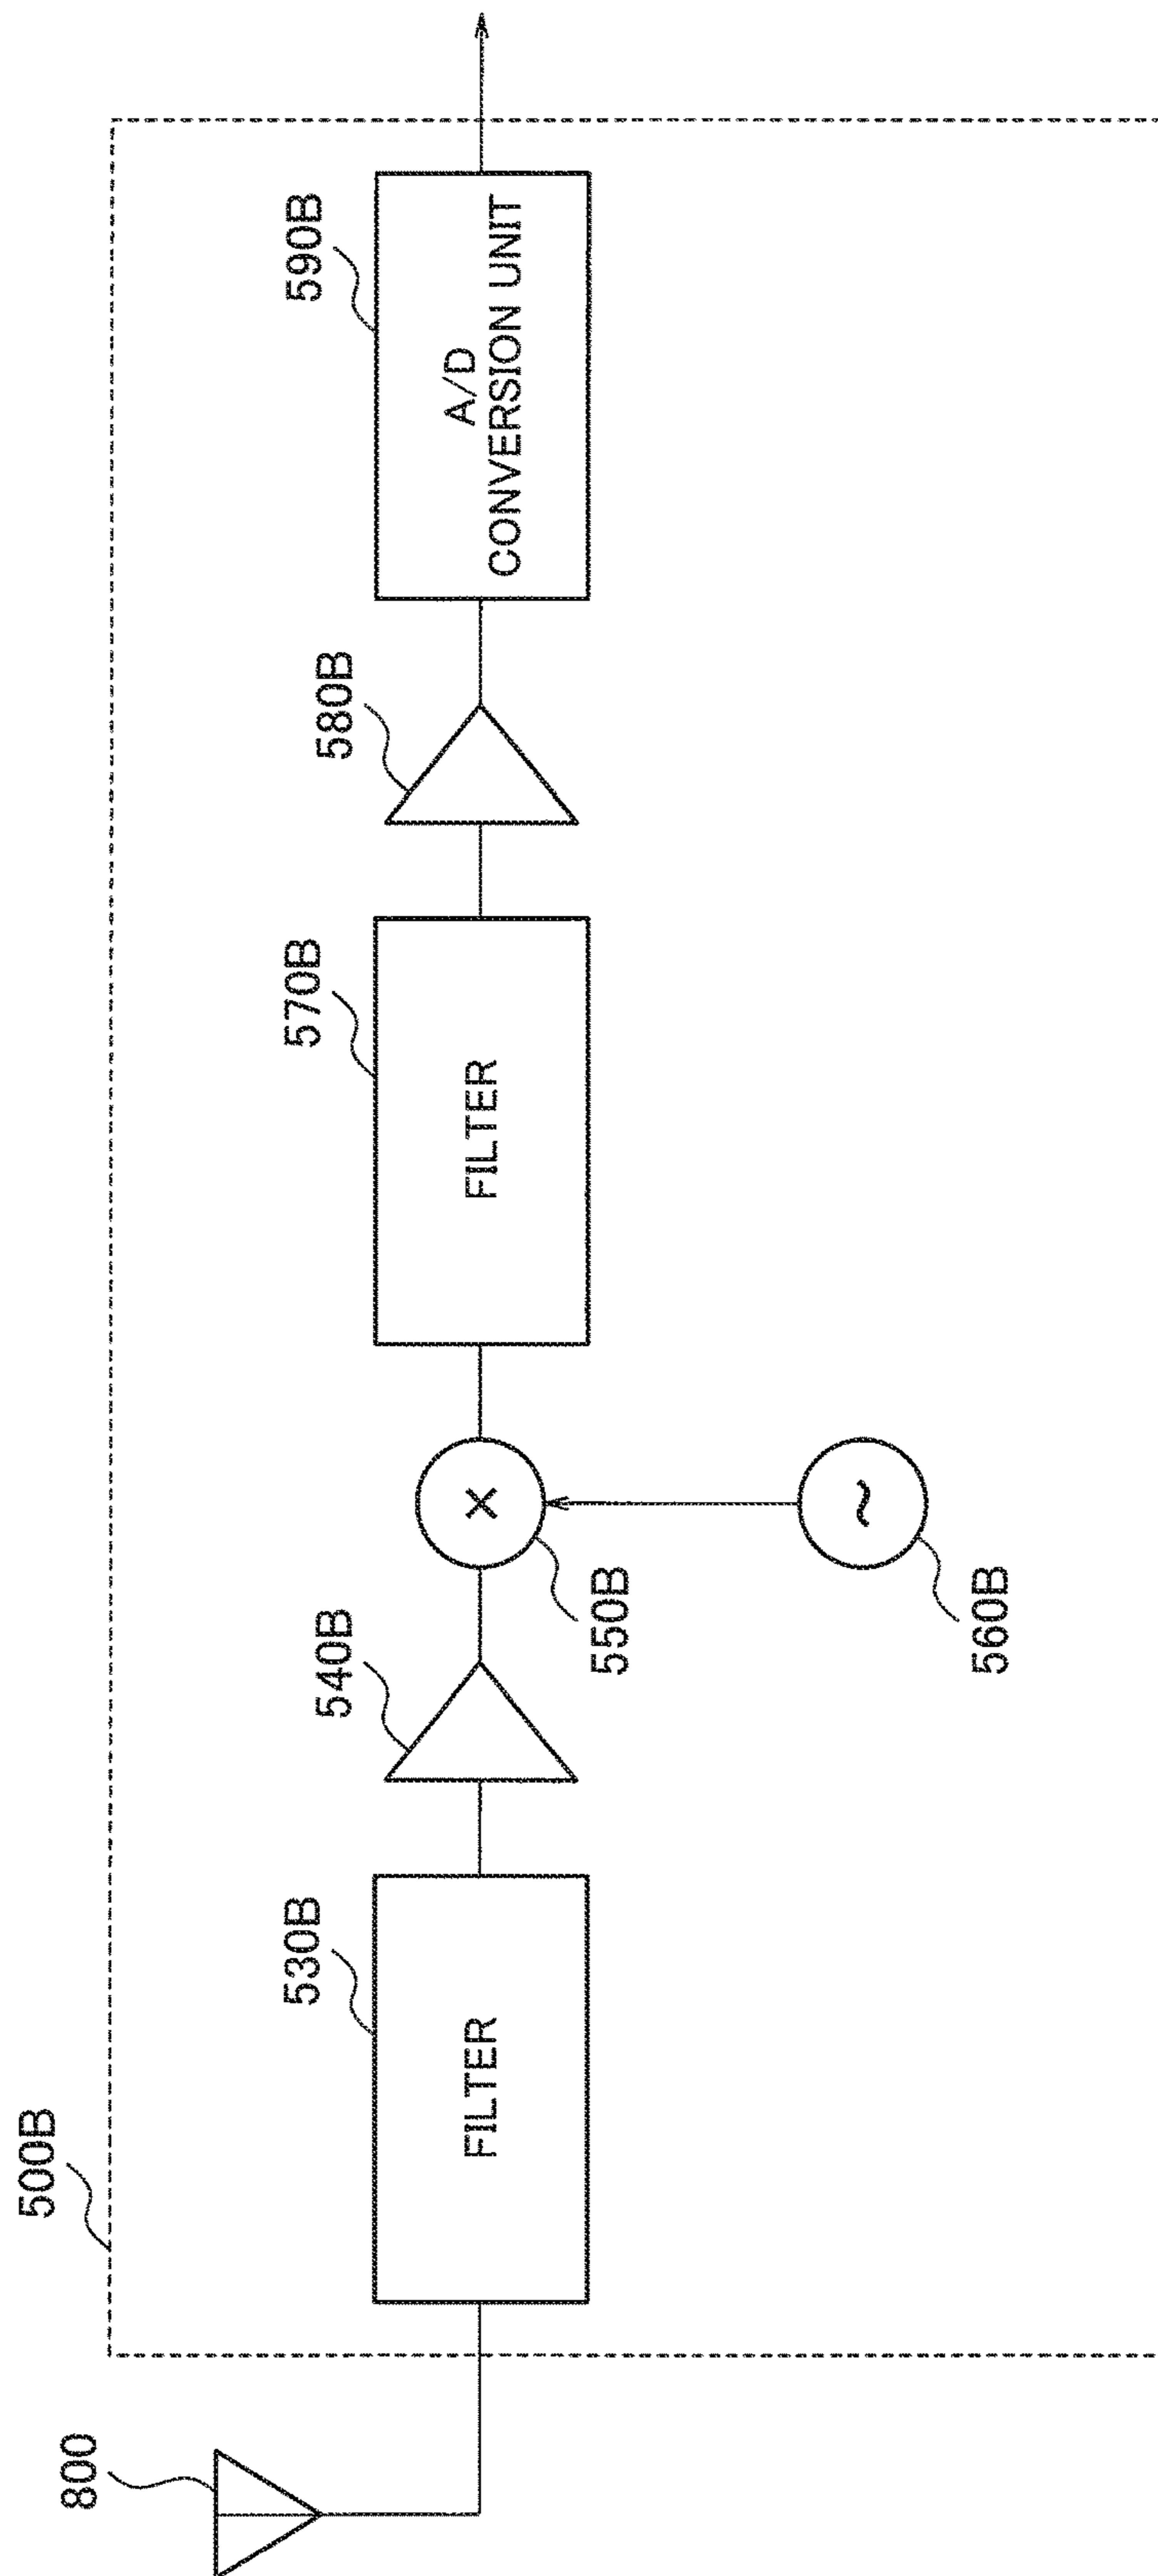 800
500B
530B
FILTER
540B
550B
560B
570B
FILTER
580B
590B
A/D
CONVERSION UNIT